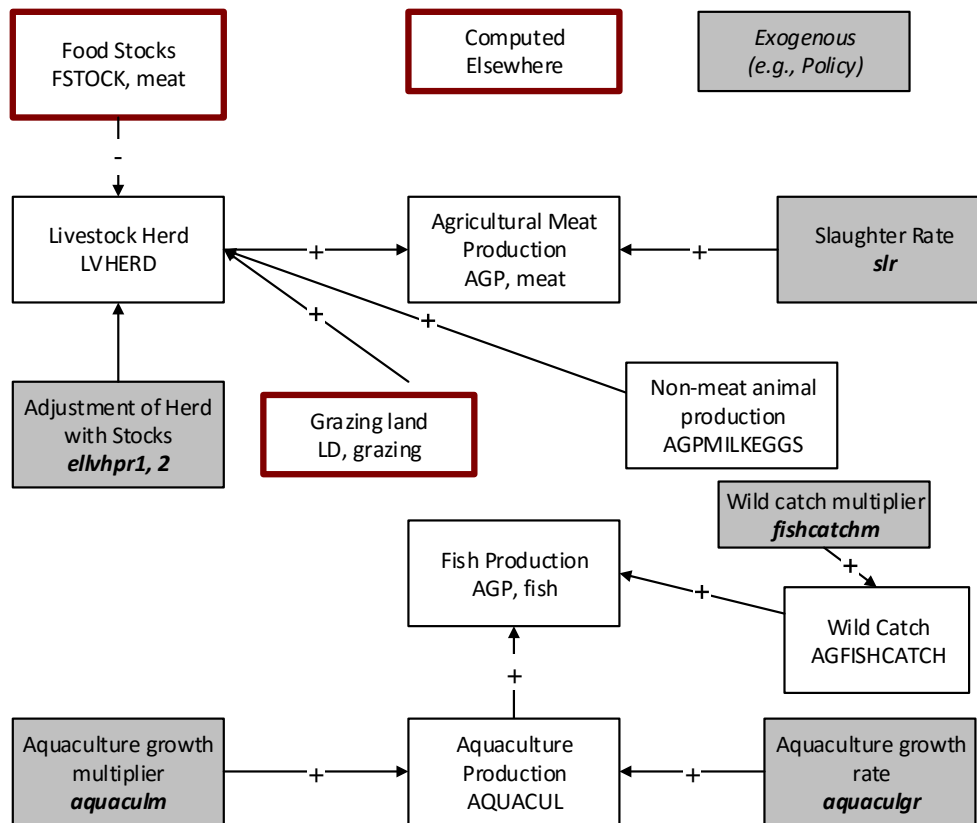 Food Stocks
FSTOCK, meat
Computed
Elsewhere
Exogenous
(e.g., Policy)
-
Livestock Herd
LVHERD
+
Agricultural Meat
Production
AGP, meat
+
Slaughter Rate
slr
+
+
Adjustment of Herd
with Stocks
ellvhpr1, 2
Grazing land
LD, grazing
Non-meat animal
production
AGPMILKEGGS
Wild catch multiplier
fishcatchm
+
Fish Production
AGP, fish
+
Wild Catch
AGFISHCATCH
+
Aquaculture growth
multiplier
aquaculm
+
Aquaculture
Production
AQUACUL
+
Aquaculture growth
rate
aquaculgr